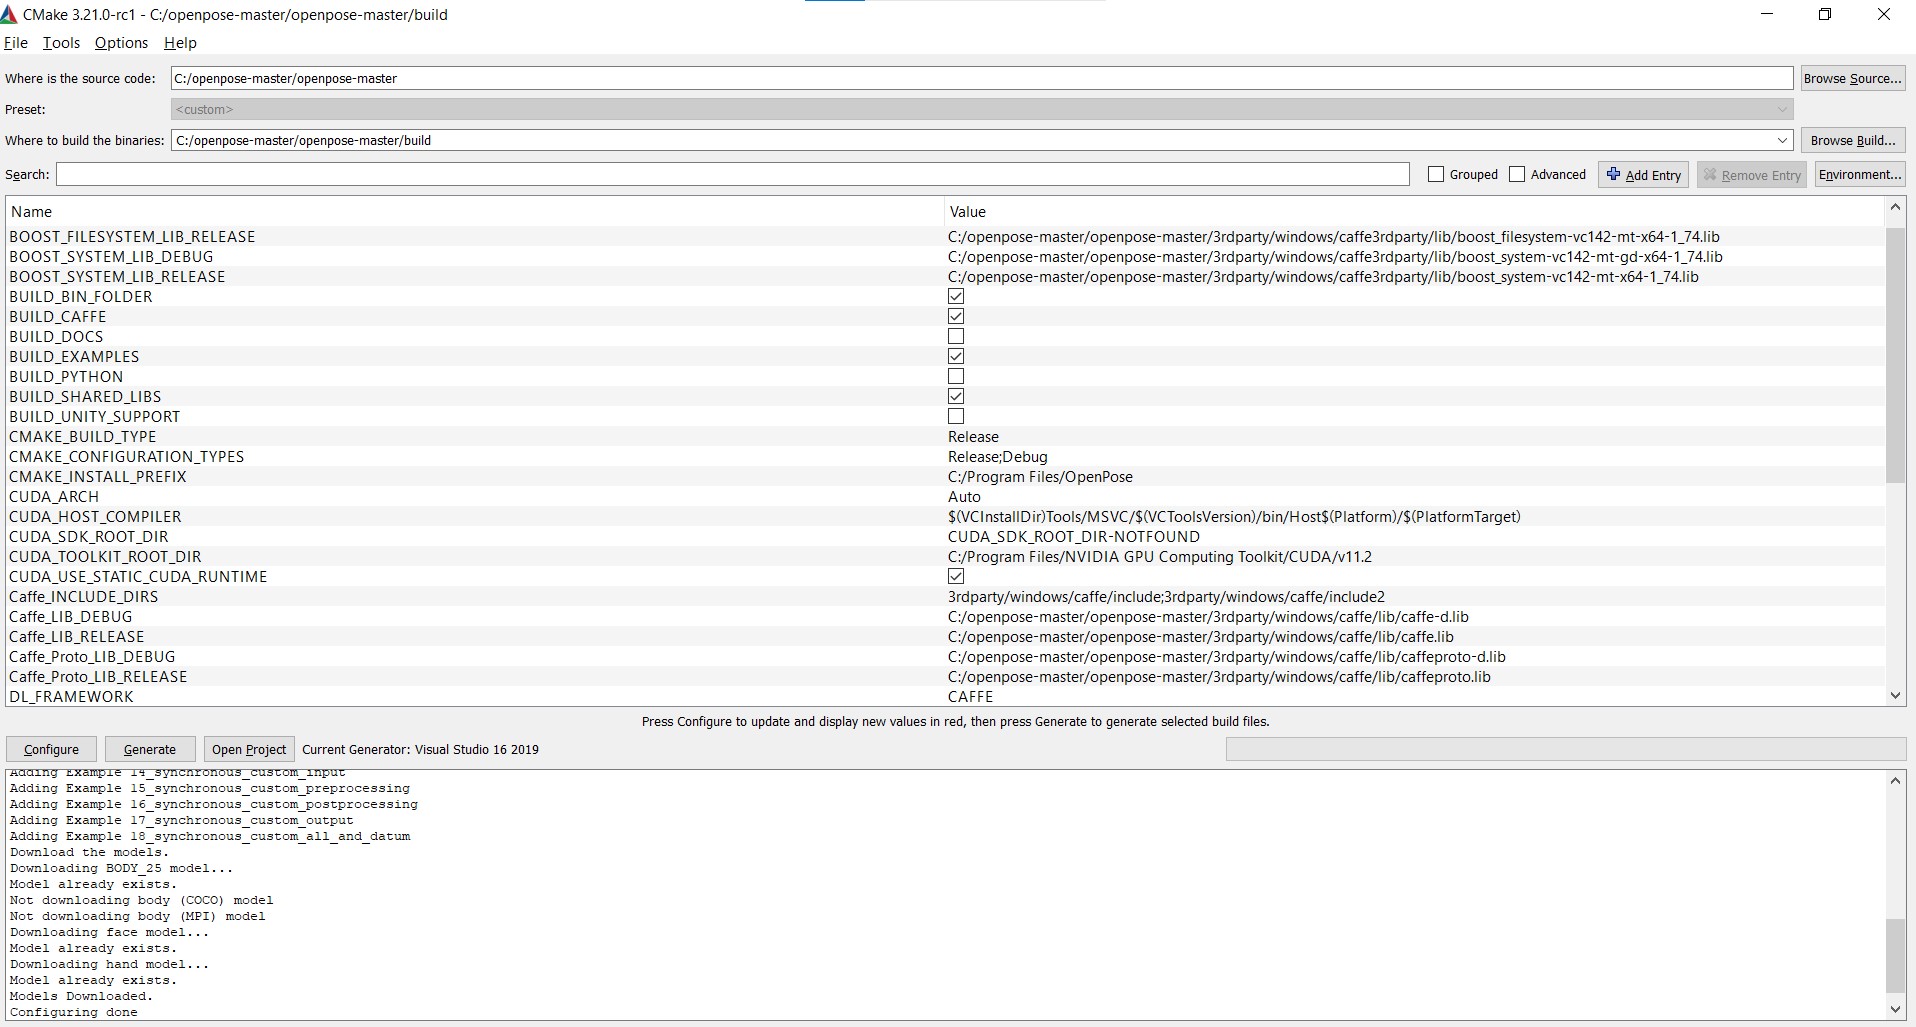 CMake 3.21.0-rc1 - C:/openpose-master/openpose-master/build
File Tools Options Help
Where is the source code: C:/openpose-master/openpose-master Browse Source...
Preset: <custom>
Where to build the binaries: C:/openpose-master/openpose-master/build Browse Build...
Search: Grouped Advanced Add Entry Remove Entry Environment...
Name Value
BOOST_FILESYSTEM_LIB_RELEASE C:/openpose-master/openpose-master/3rdparty/windows/caffe3rdparty/lib/boost_filesystem-vc142-mt-x64-1_74.lib
BOOST_SYSTEM_LIB_DEBUG C:/openpose-master/openpose-master/3rdparty/windows/caffe3rdparty/lib/boost_system-vc142-mt-gd-x64-1_74.lib
BOOST_SYSTEM_LIB_RELEASE C:/openpose-master/openpose-master/3rdparty/windows/caffe3rdparty/lib/boost_system-vc142-mt-x64-1_74.lib
BUILD_BIN_FOLDER
BUILD_CAFFE
BUILD_DOCS
BUILD_EXAMPLES
BUILD_PYTHON
BUILD_SHARED_LIBS
BUILD_UNITY_SUPPORT
CMAKE_BUILD_TYPE Release
CMAKE_CONFIGURATION_TYPES Release;Debug
CMAKE_INSTALL_PREFIX C:/Program Files/OpenPose
CUDA_ARCH Auto
CUDA_HOST_COMPILER $(VCInstallDir)Tools/MSVC/$(VCToolsVersion)/bin/Host$(Platform)/$(PlatformTarget)
CUDA_SDK_ROOT_DIR CUDA_SDK_ROOT_DIR-NOTFOUND
CUDA_TOOLKIT_ROOT_DIR C:/Program Files/NVIDIA GPU Computing Toolkit/CUDA/v11.2
CUDA_USE_STATIC_CUDA_RUNTIME
Caffe_INCLUDE_DIRS 3rdparty/windows/caffe/include;3rdparty/windows/caffe/include2
Caffe_LIB_DEBUG C:/openpose-master/openpose-master/3rdparty/windows/caffe/lib/caffe-d.lib
Caffe_LIB_RELEASE C:/openpose-master/openpose-master/3rdparty/windows/caffe/lib/caffe.lib
Caffe_Proto_LIB_DEBUG C:/openpose-master/openpose-master/3rdparty/windows/caffe/lib/caffeproto-d.lib
Caffe_Proto_LIB_RELEASE C:/openpose-master/openpose-master/3rdparty/windows/caffe/lib/caffeproto.lib
DL_FRAMEWORK CAFFE
Press Configure to update and display new values in red, then press Generate to generate selected build files.
Configure Generate Open Project Current Generator: Visual Studio 16 2019
Adding Example 14_synchronous_custom_input
Adding Example 15_synchronous_custom_preprocessing
Adding Example 16_synchronous_custom_postprocessing
Adding Example 17_synchronous_custom_output
Adding Example 18_synchronous_custom_all_and_datum
Download the models.
Downloading BODY_25 model...
Model already exists.
Not downloading body (COCO) model
Not downloading body (MPI) model
Downloading face model...
Model already exists.
Downloading hand model...
Model already exists.
Models Downloaded.
Configuring done